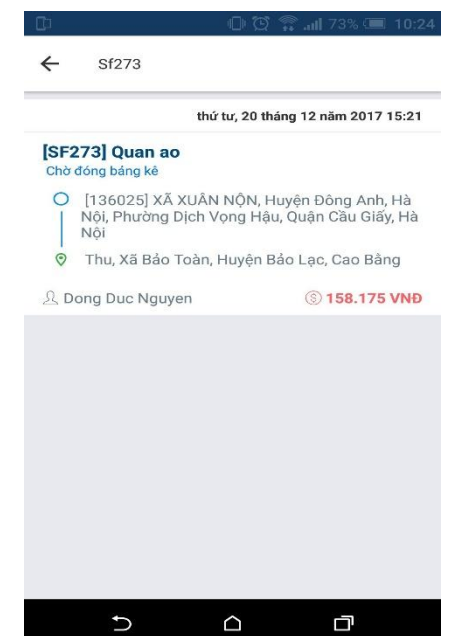 73% 10:24
Sf273
thứ tư, 20 tháng 12 năm 2017 15:21
[SF273] Quan ao
Chờ đóng bảng kê
[136025] XÃ XUÂN NỘN, Huyện Đông Anh, Hà
Nội, Phường Dịch Vọng Hậu, Quận Cầu Giấy, Hà
Nội
Thu, Xã Bảo Toàn, Huyện Bảo Lạc, Cao Bằng
Dong Duc Nguyen
158.175 VNĐ